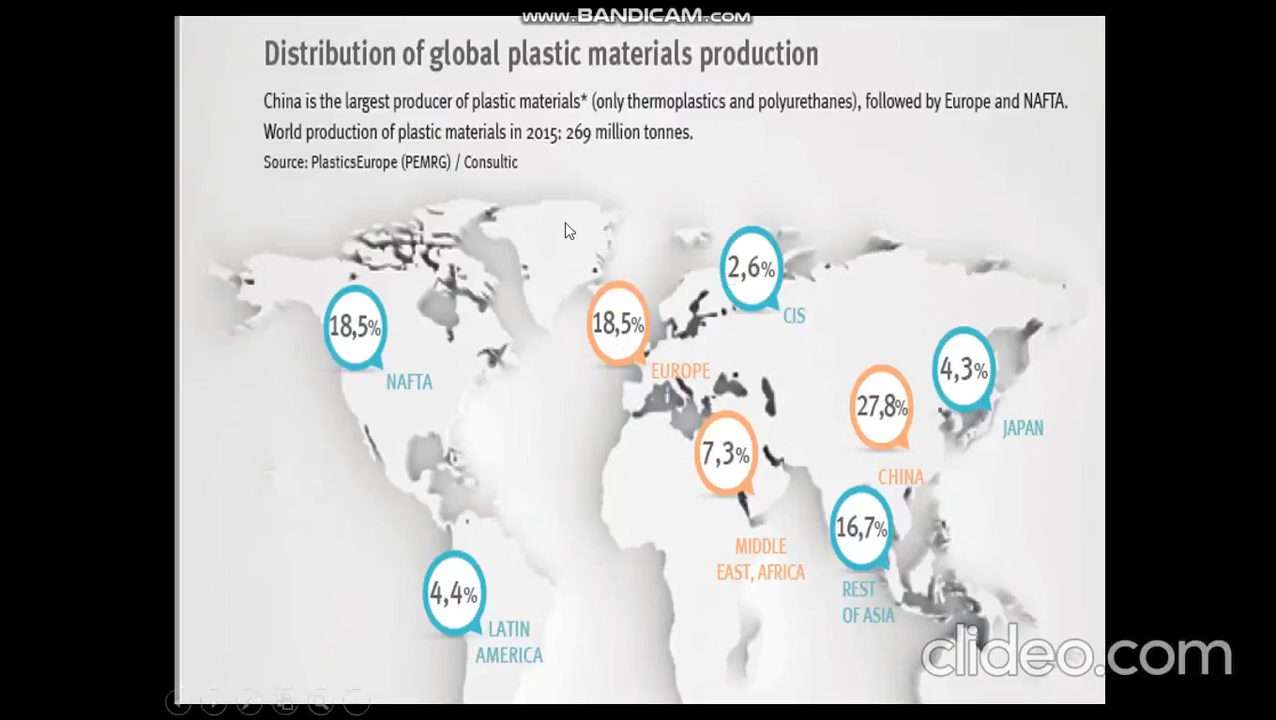 www.BANDICAM.com
Distribution of global plastic materials production
China is the largest producer of plastic materials* (only thermoplastics and polyurethanes), followed by Europe and NAFTA.
World production of plastic materials in 2015: 269 million tonnes.
Source: PlasticsEurope (PEMRG) / Consultic
2,6%
CIS
18,5%
NAFTA
18,5%
EUROPE
4,3%
JAPAN
27,8%
CHINA
7,3%
MIDDLE
EAST, AFRICA
16,7%
REST
OF ASIA
4,4%
LATIN
AMERICA
clideo.com